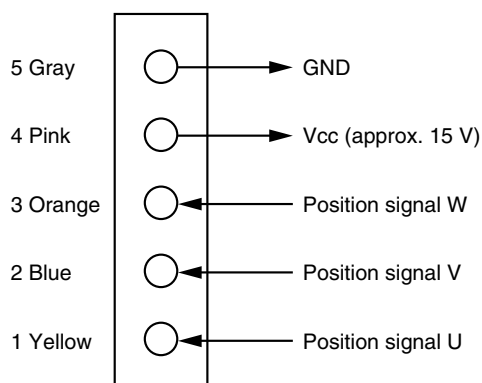 5 Gray GND
4 Pink Vcc (approx. 15 V)
3 Orange Position signal W
2 Blue Position signal V
1 Yellow Position signal U